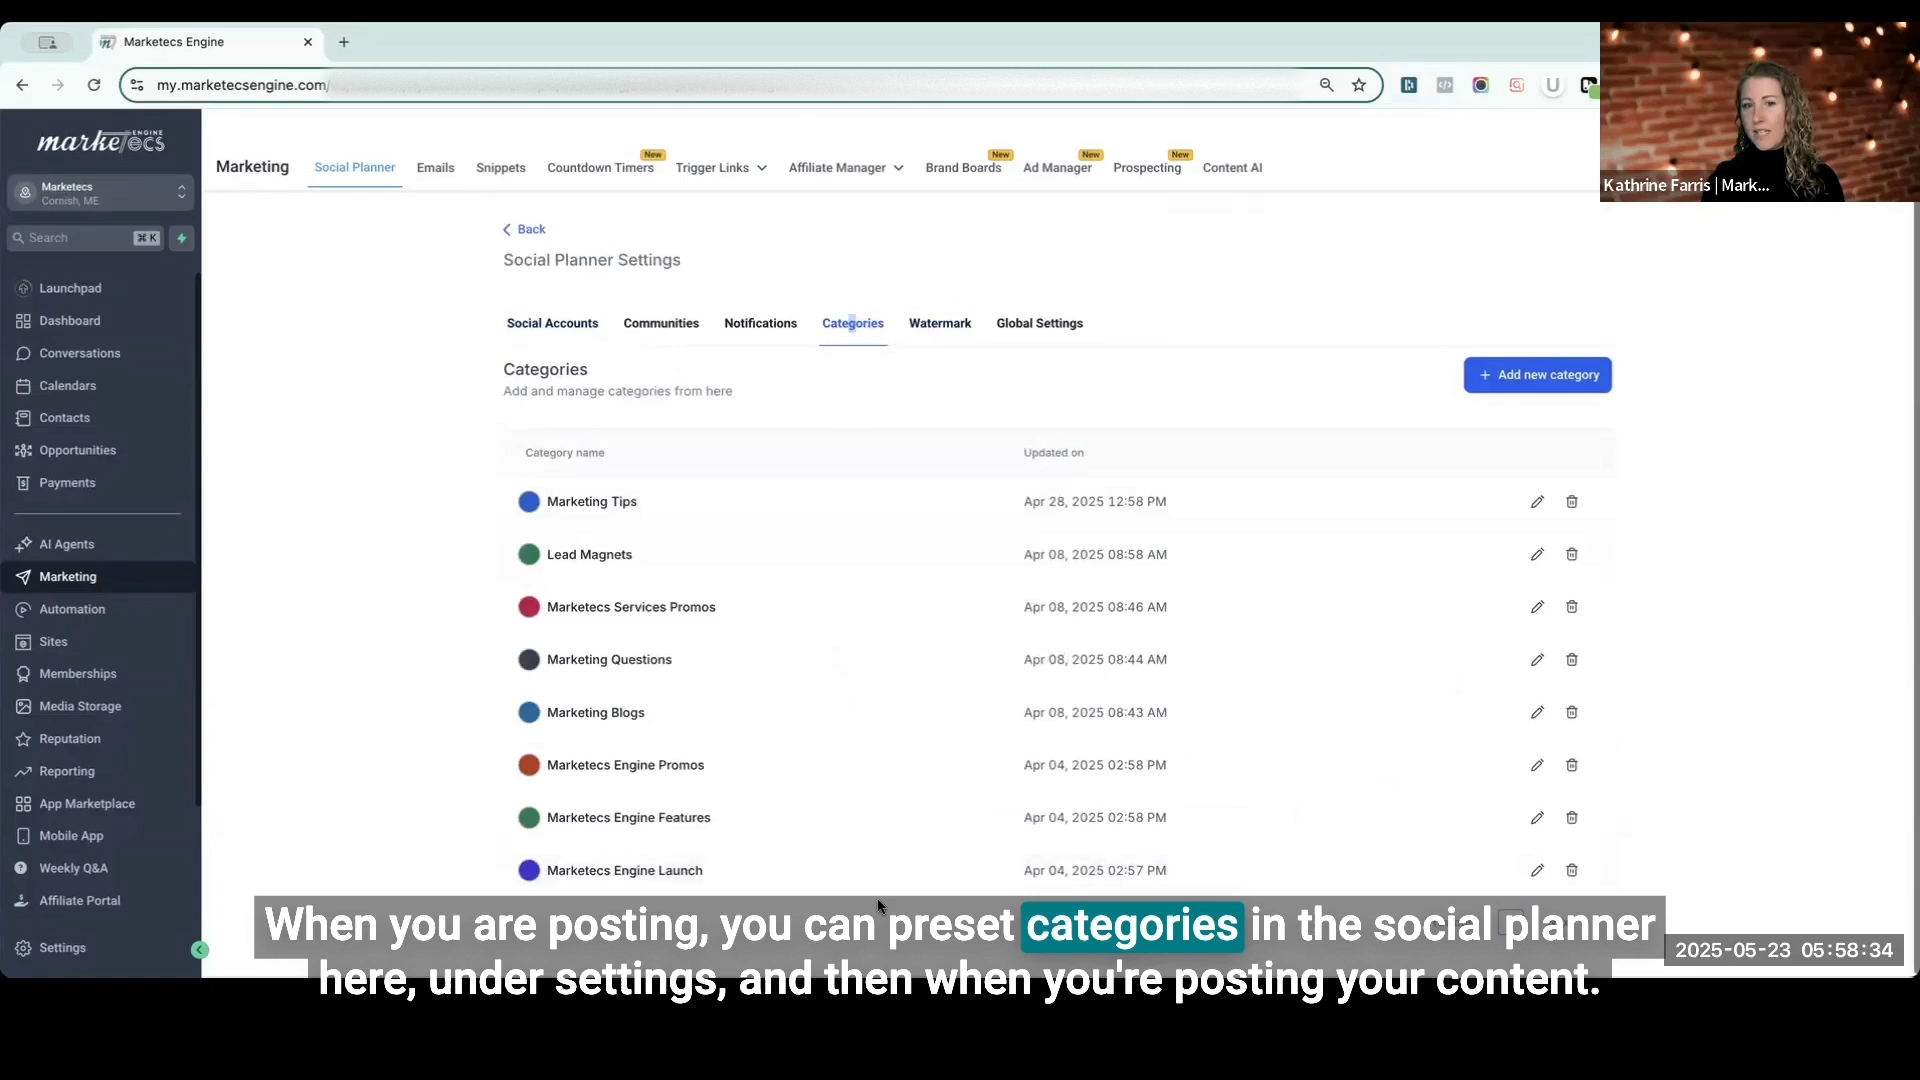 Marketecs Engine
my.marketecsengine.com/
Kathrine Farris | Mark...
marketecs
ENGINE
Marketecs
Cornish, ME
Search
⌘ K
Launchpad
Dashboard
Conversations
Calendars
Contacts
Opportunities
Payments
AI Agents
Marketing
Automation
Sites
Memberships
Media Storage
Reputation
Reporting
App Marketplace
Mobile App
Weekly Q&A
Affiliate Portal
Settings
Marketing
Social Planner
Emails
Snippets
Countdown Timers
New
Trigger Links
Affiliate Manager
Brand Boards
New
Ad Manager
New
Prospecting
New
Content AI
Back
Social Planner Settings
Social Accounts
Communities
Notifications
Categories
Watermark
Global Settings
Categories
Add and manage categories from here
+ Add new category
Category name
Updated on
Marketing Tips
Apr 28, 2025 12:58 PM
Lead Magnets
Apr 08, 2025 08:58 AM
Marketecs Services Promos
Apr 08, 2025 08:46 AM
Marketing Questions
Apr 08, 2025 08:44 AM
Marketing Blogs
Apr 08, 2025 08:43 AM
Marketecs Engine Promos
Apr 04, 2025 02:58 PM
Marketecs Engine Features
Apr 04, 2025 02:58 PM
Marketecs Engine Launch
Apr 04, 2025 02:57 PM
When you are posting, you can preset categories in the social planner
here, under settings, and then when you're posting your content.
2025-05-23 05:58:34